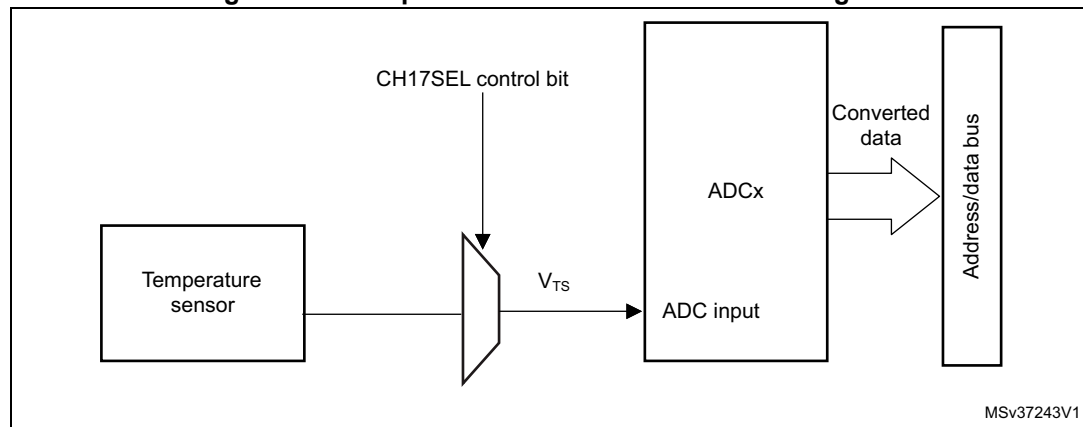 CH17SEL control bit
Converted
data
Address/data bus
ADCx
Temperature
sensor
VTS
ADC input
MSv37243V1